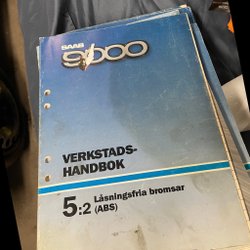 SAAB
9000
VERKSTADS-
HANDBOK
5:2 Låsningsfria bromsar
(ABS)